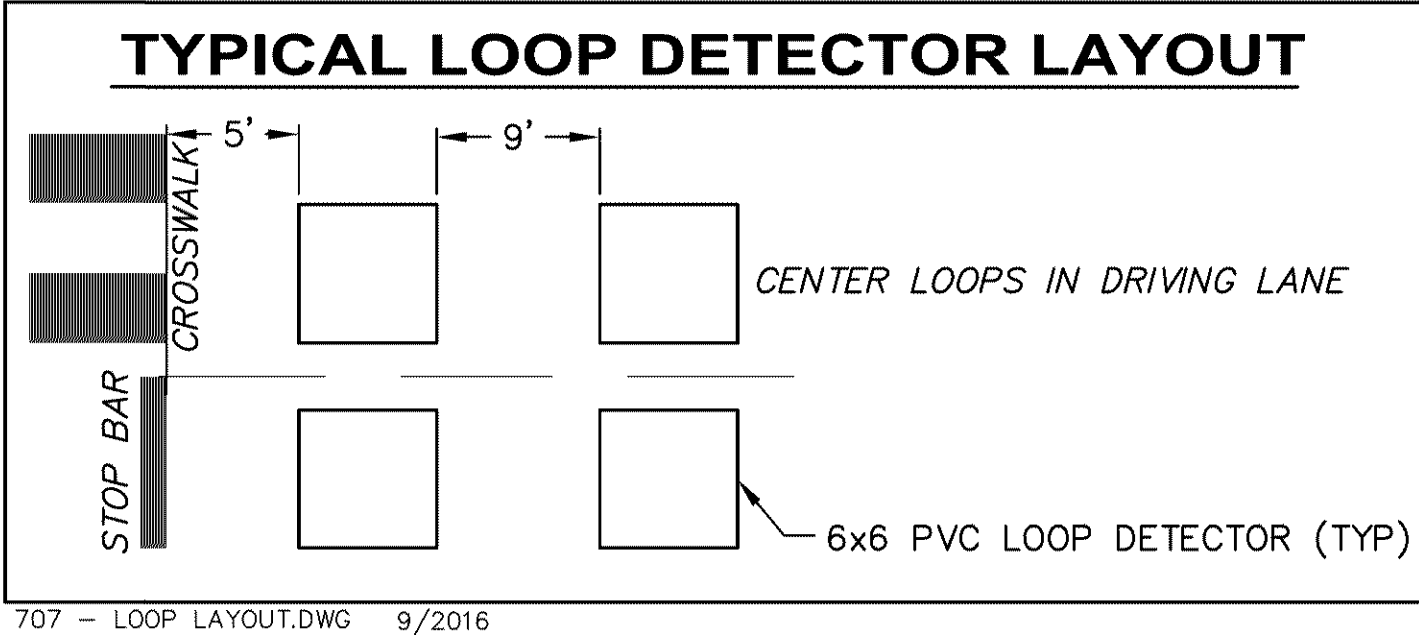 TYPICAL LOOP DETECTOR LAYOUT
5' 9'
CROSSWALK
CENTER LOOPS IN DRIVING LANE
STOP BAR
6x6 PVC LOOP DETECTOR (TYP)
707 - LOOP LAYOUT.DWG 9/2016